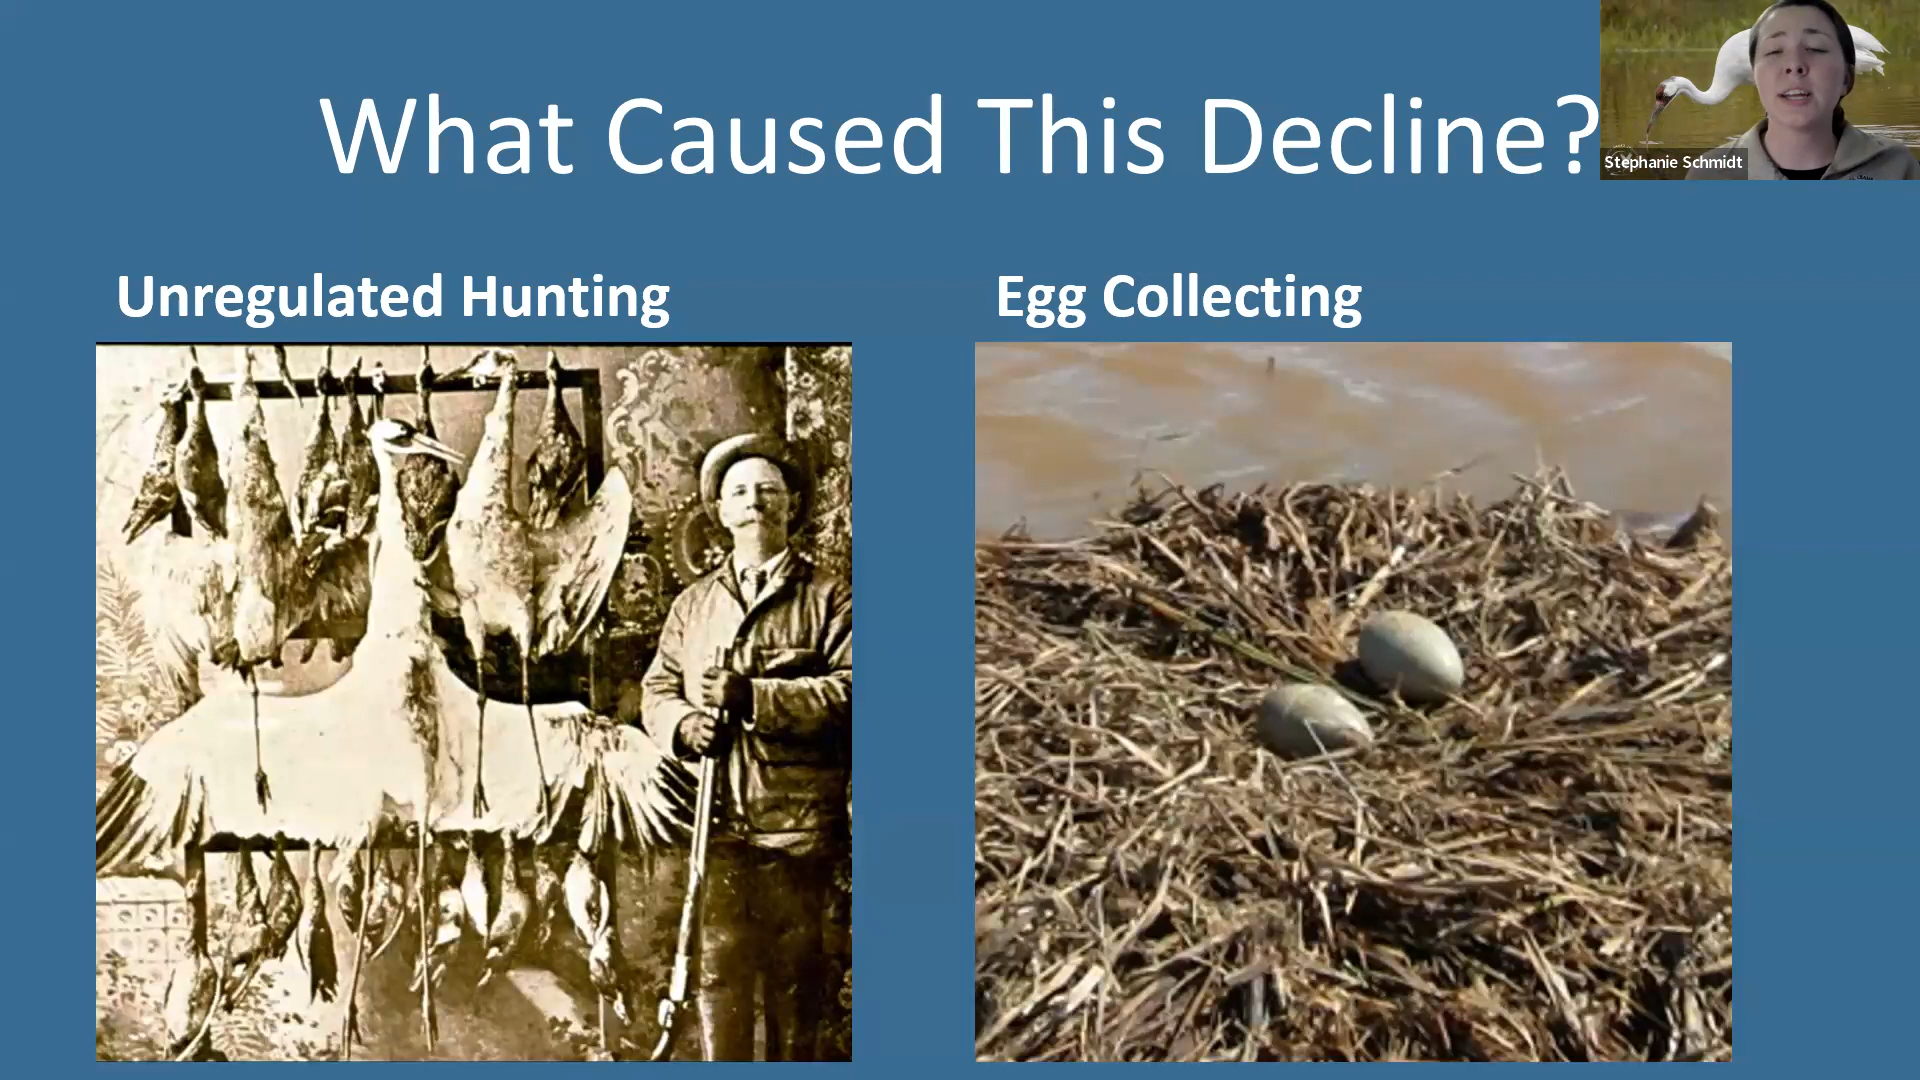 What Caused This Decline?
Stephanie Schmidt
Unregulated Hunting
Egg Collecting